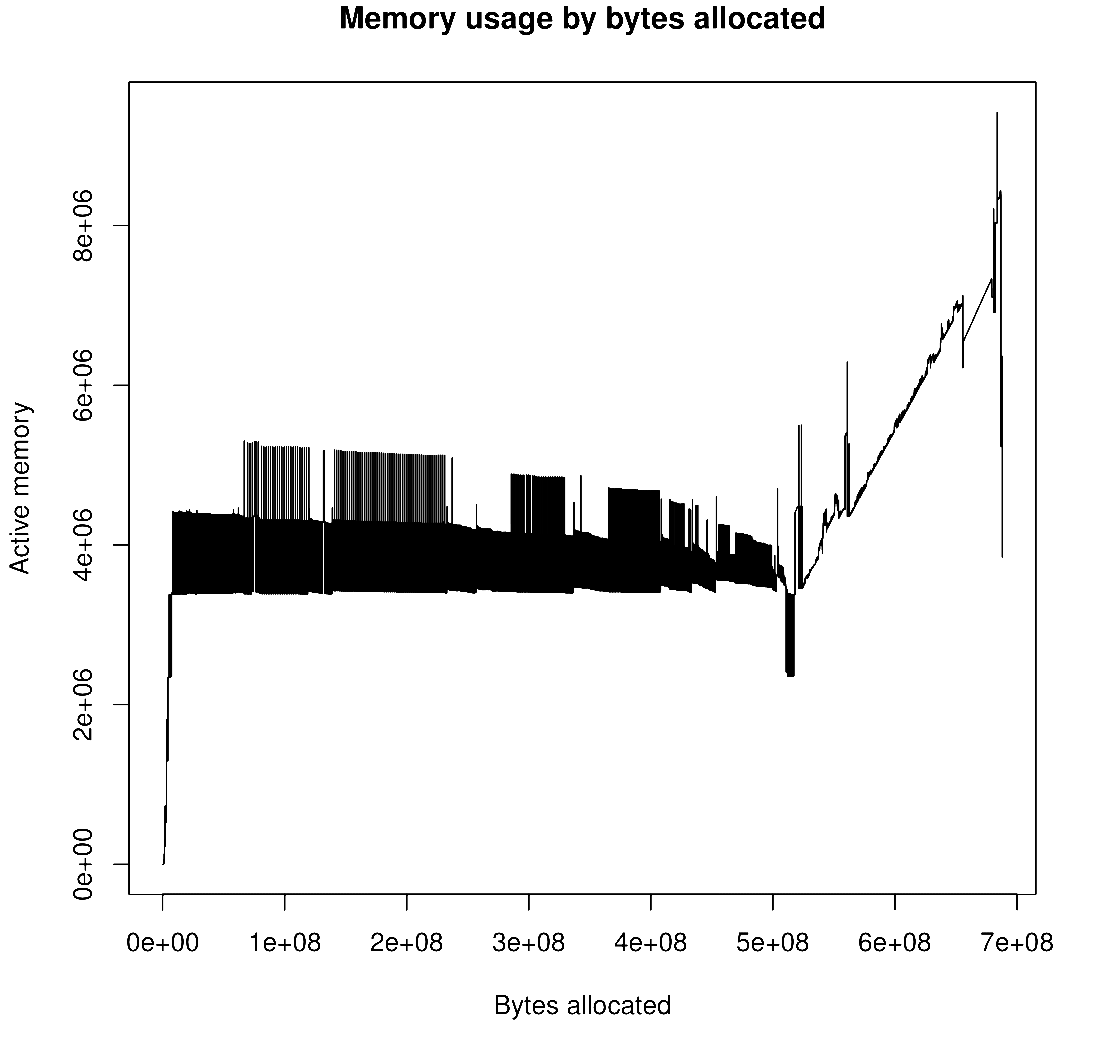 Memory usage by bytes allocated
Active memory
8e+06
6e+06
4e+06
2e+06
0e+00
0e+00 1e+08 2e+08 3e+08 4e+08 5e+08 6e+08 7e+08
Bytes allocated